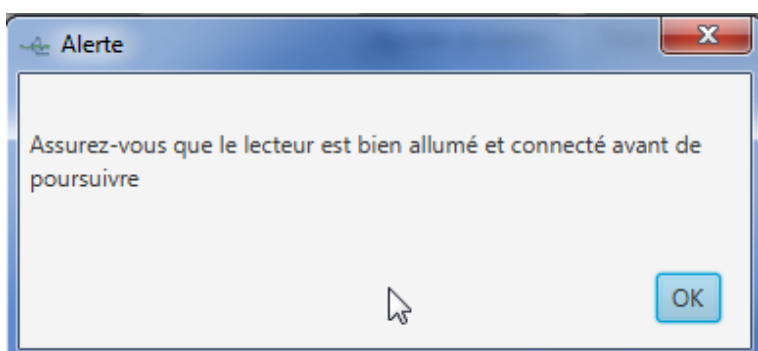 Alerte
Assurez-vous que le lecteur est bien allumé et connecté avant de
poursuivre
OK